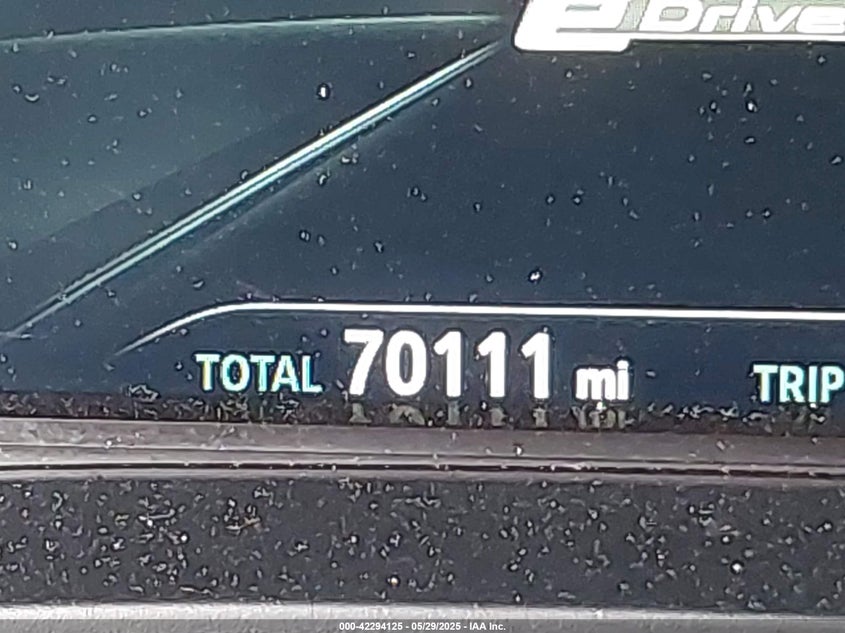 eDrive
TOTAL 70111 mi TRIP
000-42294125 - 05/29/2025 - IAA Inc.